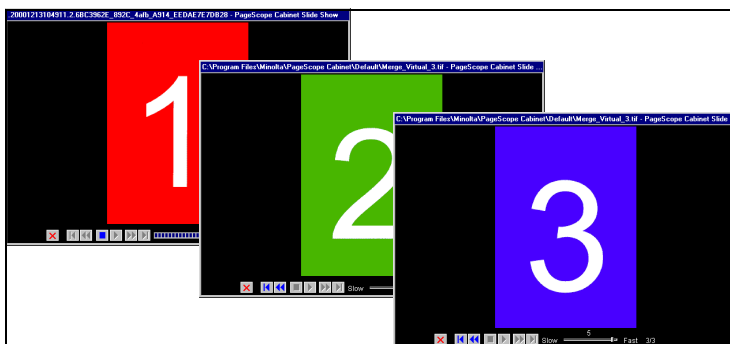 .20001213104911.2.6BC3962E_892C_4afb_A914_EEDAE7E7DB28 - PageScope Cabinet Slide Show
1
C:\Program Files\Minolta\PageScope Cabinet\Default\Merge_Virtual_3.tif - PageScope Cabinet Slide ...
2
Slow
C:\Program Files\Minolta\PageScope Cabinet\Default\Merge_Virtual_3.tif - PageScope Cabinet Slide
3
5
Slow Fast 3/3